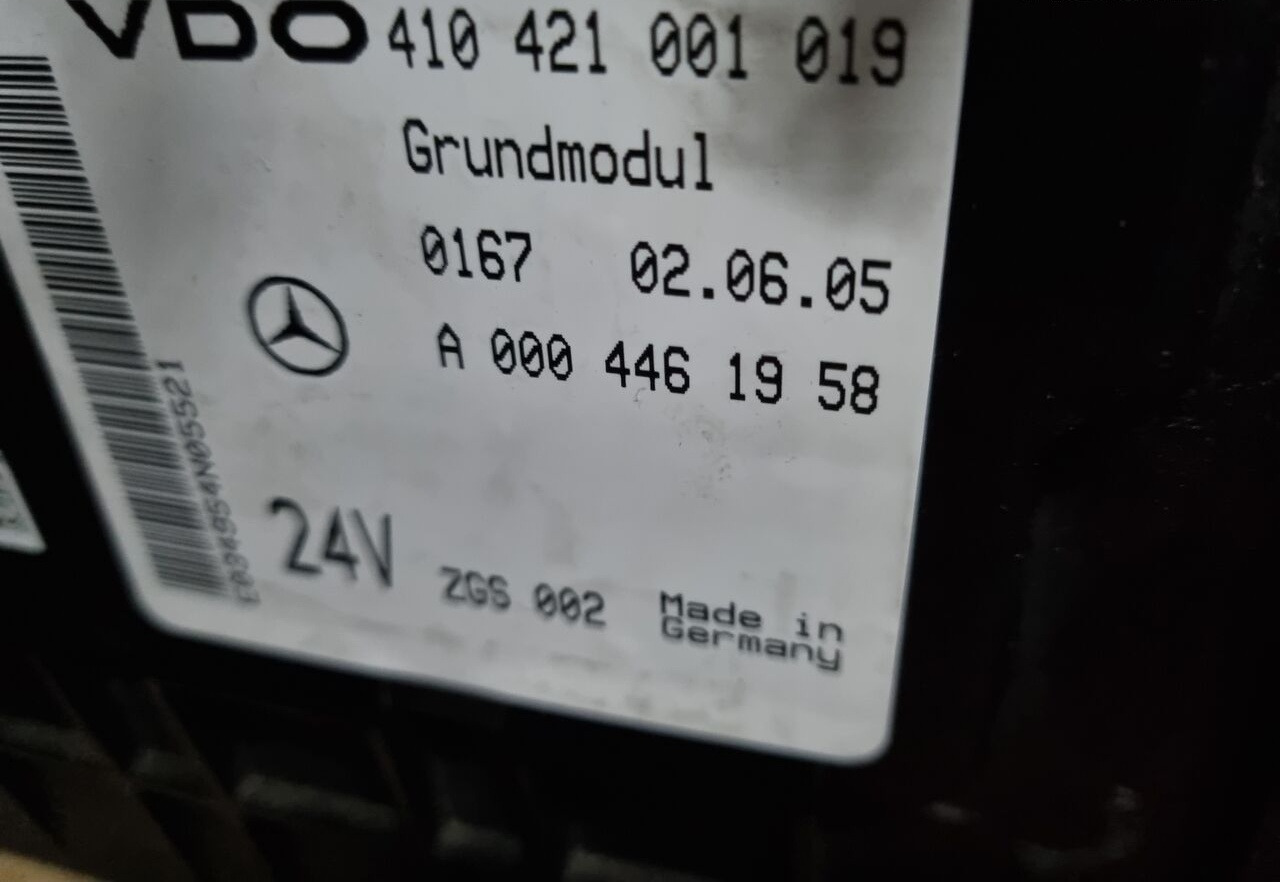 VDO 410 421 001 019
Grundmodul
0167 02.06.05
A 000 446 19 58
24V ZGS 002
Made in
Germany